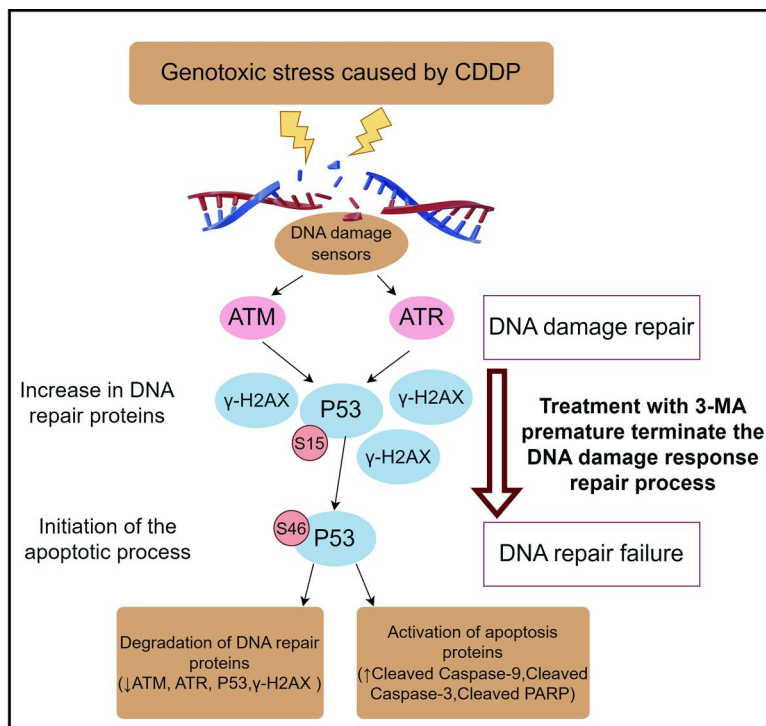 Genotoxic stress caused by CDDP
DNA damage
sensors
ATM
ATR
DNA damage repair
Increase in DNA
repair proteins
γ-H2AX
P53
γ-H2AX
S15
γ-H2AX
Treatment with 3-MA
premature terminate the
DNA damage response
repair process
Initiation of the
apoptotic process
S46
P53
DNA repair failure
Degradation of DNA repair
proteins
(↓ATM, ATR, P53,γ-H2AX )
Activation of apoptosis
proteins
(↑Cleaved Caspase-9,Cleaved
Caspase-3,Cleaved PARP)